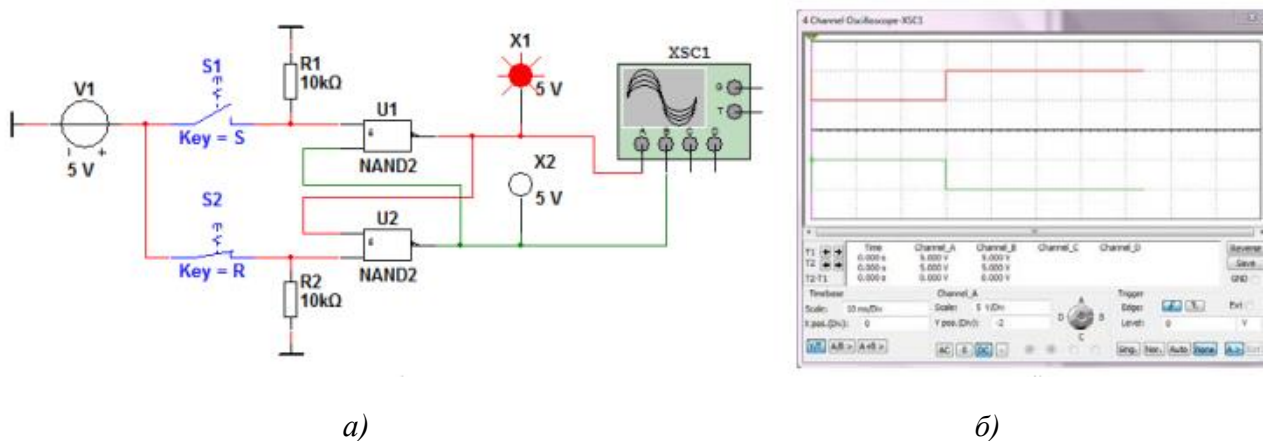 4 Channel Oscilloscope-XSC1
X1
5 V
XSC1
G
T
A B C D
S1
R1
10kΩ
V1
5 V
Key = S
U1
&
NAND2
X2
5 V
S2
U2
&
NAND2
Key = R
R2
10kΩ
T1
T2
T2-T1
Time Channel_A Channel_B Channel_C Channel_D
0.000 s 5.000 V 5.000 V
0.000 s 5.000 V 5.000 V
0.000 s 0.000 V 0.000 V
Reverse
Save
GND
Timebase
Scale: 10 ms/Div
X pos.(Div): 0
Y/T A/B > A+B >
Channel_A
Scale: 5 V/Div
Y pos.(Div): -2
AC 0 DC -
A
B
C
D
Trigger
Edge:
Ext
Level: 0 V
Sing. Nor. Auto None A >
а)
б)